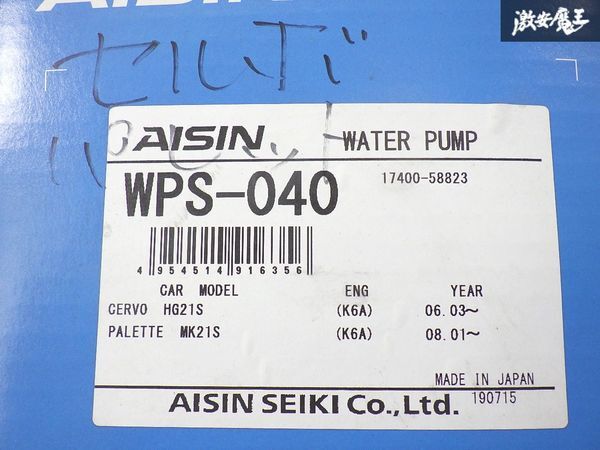 AISIN
激安魔王
セルボ
パレット
AISIN WATER PUMP
WPS-040 17400-58823
4 954514 916356
CAR MODEL ENG YEAR
CERVO HG21S (K6A) 06.03〜
PALETTE MK21S (K6A) 08.01〜
MADE IN JAPAN
AISIN SEIKI Co.,Ltd. 190715